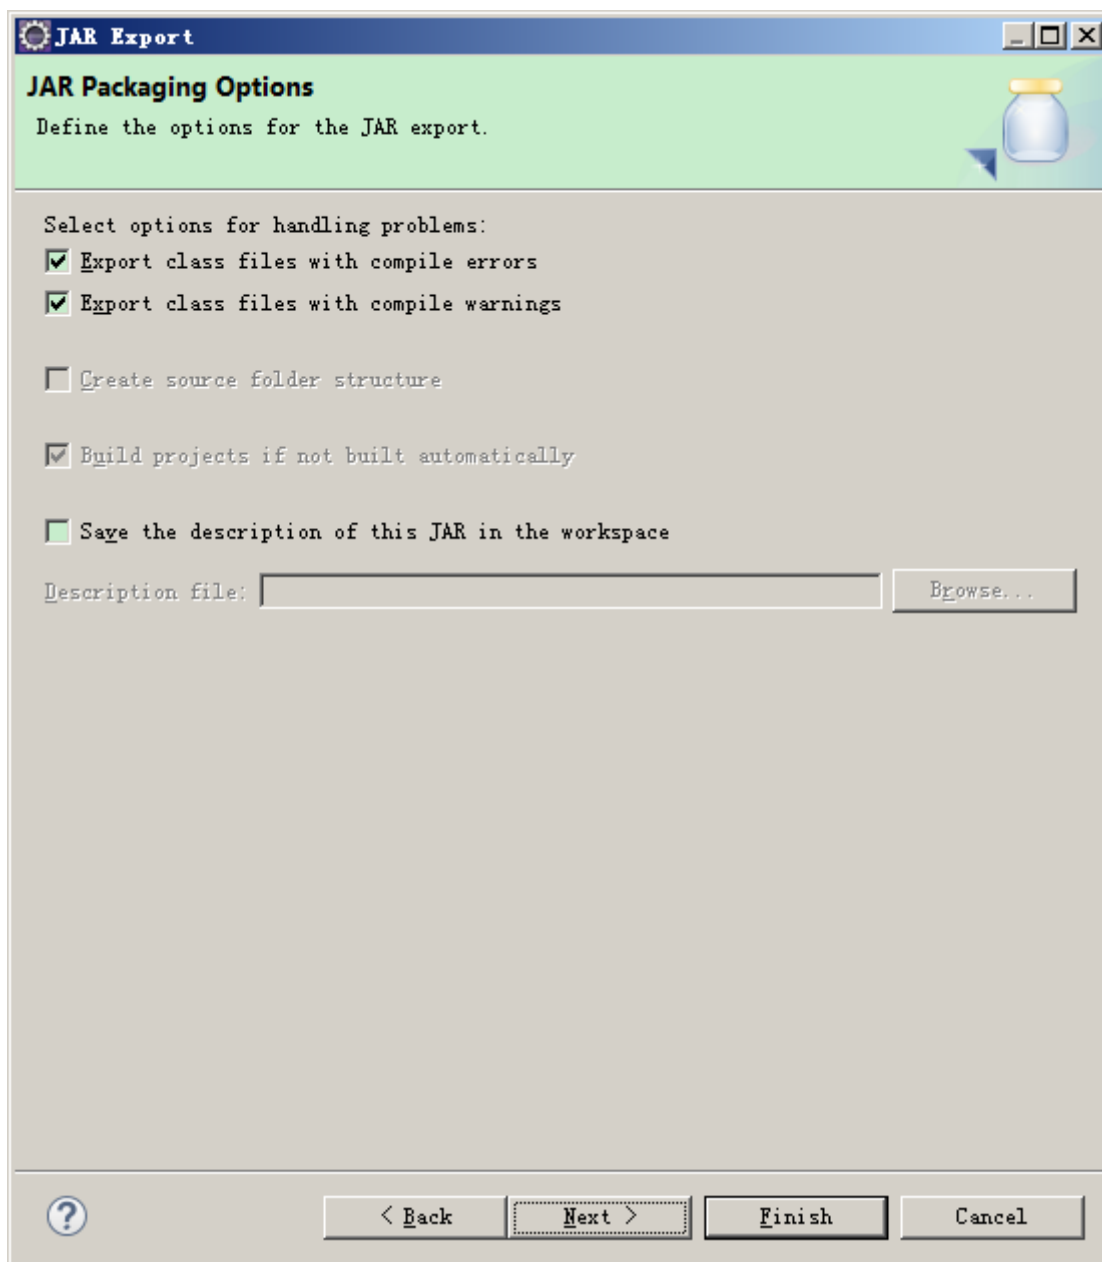 JAR Export
JAR Packaging Options
Define the options for the JAR export.
Select options for handling problems:
Export class files with compile errors
Export class files with compile warnings
Create source folder structure
Build projects if not built automatically
Save the description of this JAR in the workspace
Description file:
Browse...
?
< Back
Next >
Finish
Cancel